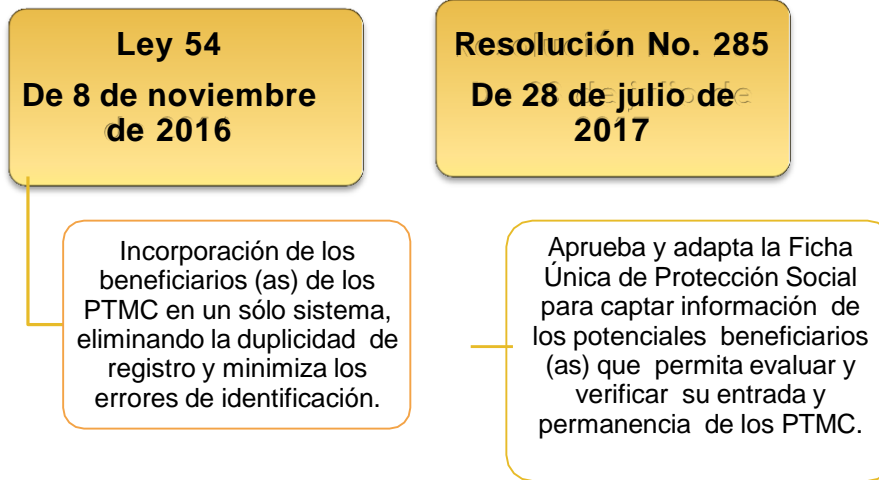 Ley 54
De 8 de noviembre
de 2016
Incorporación de los
beneficiarios (as) de los
PTMC en un sólo sistema,
eliminando la duplicidad de
registro y minimiza los
errores de identificación.
Resolución No. 285
De 28 de julio de
2017
Aprueba y adapta la Ficha
Única de Protección Social
para captar información de
los potenciales beneficiarios
(as) que permita evaluar y
verificar su entrada y
permanencia de los PTMC.